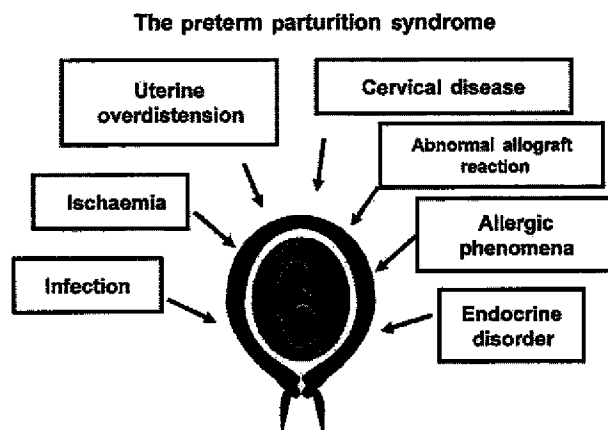 The preterm parturition syndrome
Uterine
overdistension
Cervical disease
Abnormal allograft
reaction
Ischaemia
Allergic
phenomena
Infection
Endocrine
disorder